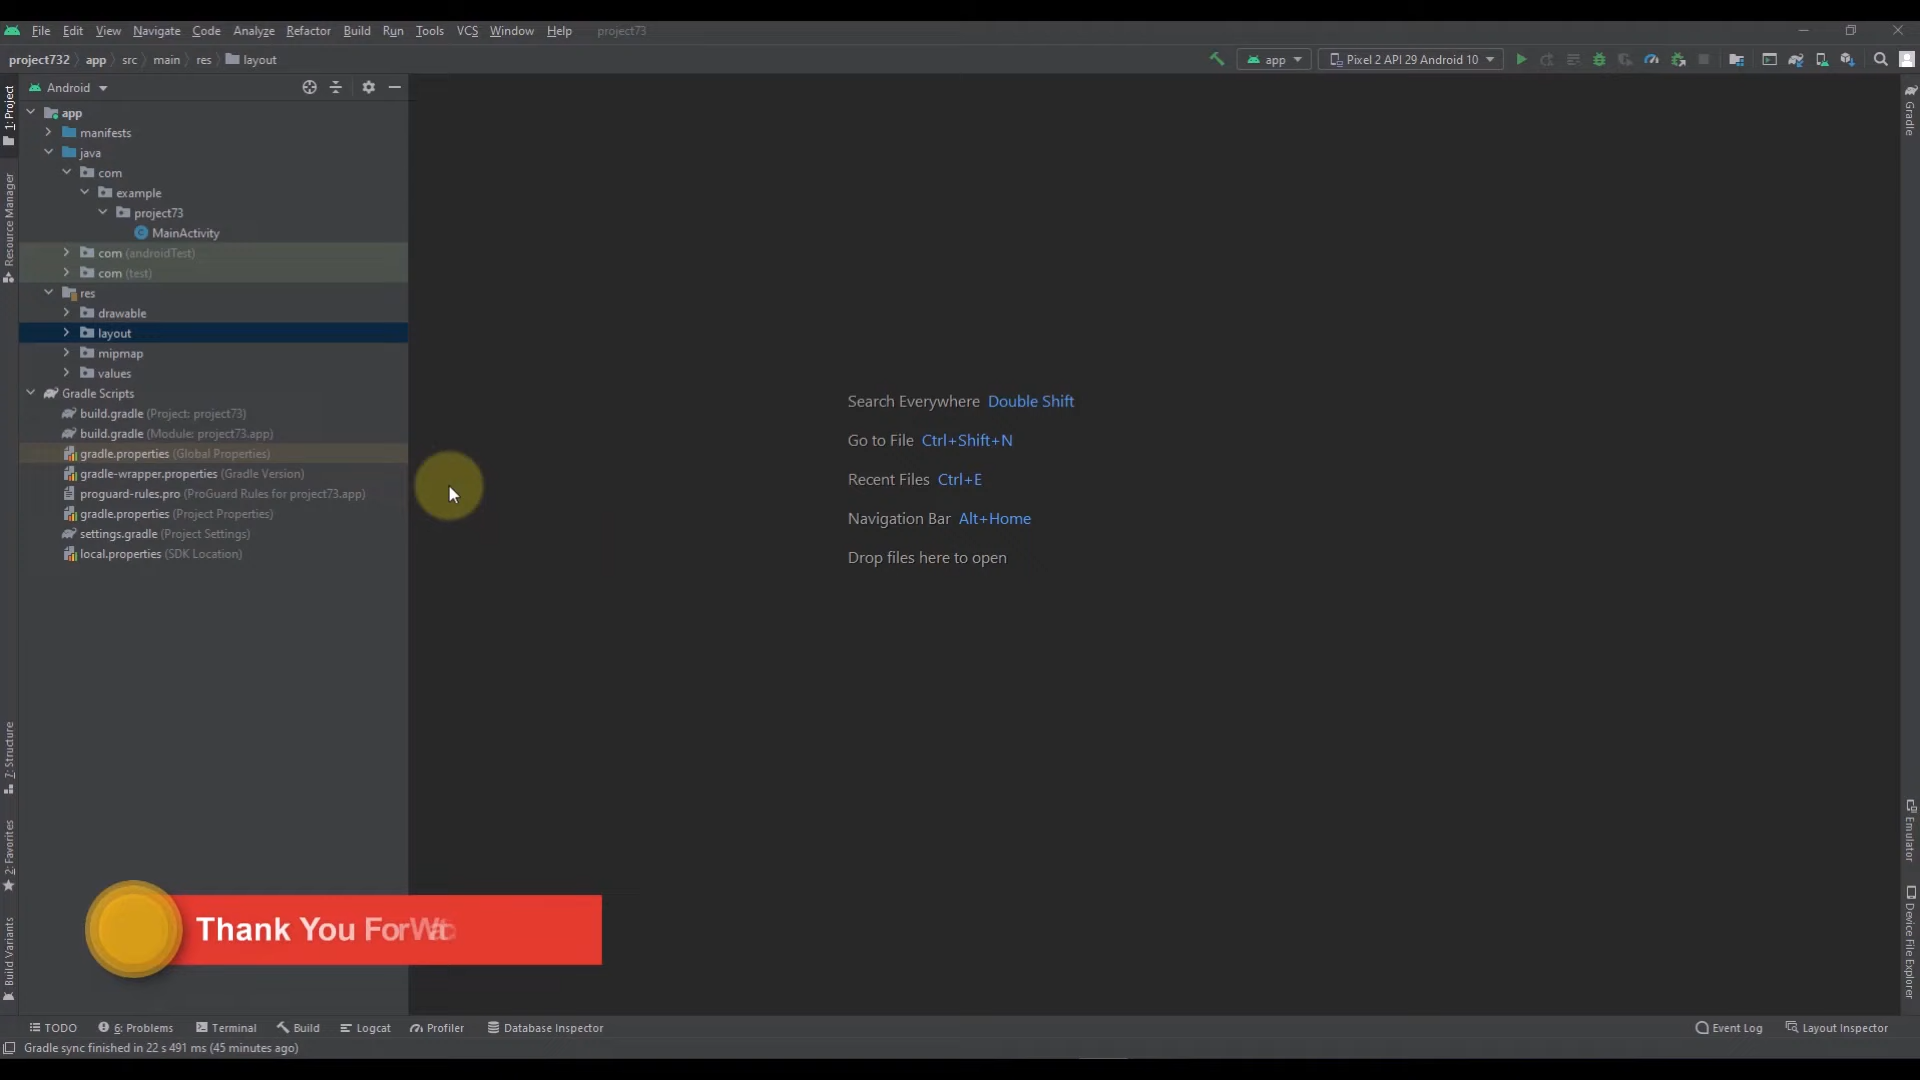 File Edit View Navigate Code Analyze Refactor Build Run Tools VCS Window Help project73
project732 app src main res layout
app Pixel 2 API 29 Android 10
Android
1: Project
Resource Manager
7: Structure
2: Favorites
Build Variants
app
manifests
java
com
example
project73
MainActivity
com (androidTest)
com (test)
res
drawable
layout
mipmap
values
Gradle Scripts
build.gradle (Project: project73)
build.gradle (Module: project73.app)
gradle.properties (Global Properties)
gradle-wrapper.properties (Gradle Version)
proguard-rules.pro (ProGuard Rules for project73.app)
gradle.properties (Project Properties)
settings.gradle (Project Settings)
local.properties (SDK Location)
Search Everywhere Double Shift
Go to File Ctrl+Shift+N
Recent Files Ctrl+E
Navigation Bar Alt+Home
Drop files here to open
Gradle
Emulator
Device File Explorer
Thank You For
TODO 6: Problems Terminal Build Logcat Profiler Database Inspector Event Log Layout Inspector
Gradle sync finished in 22 s 491 ms (45 minutes ago)